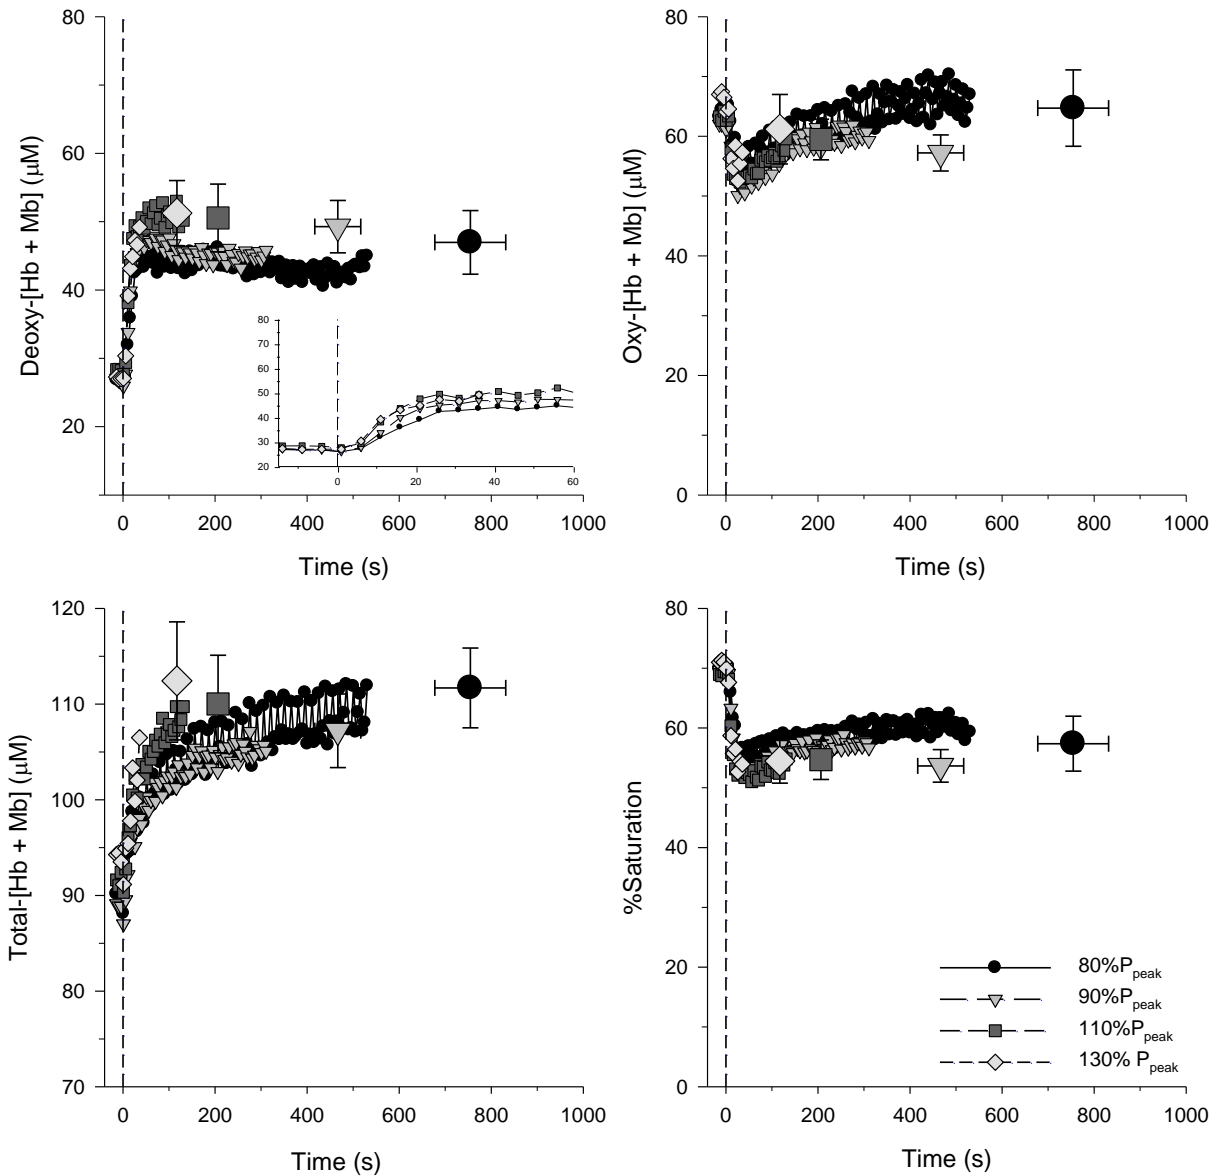 80
60
40
20
Deoxy-[Hb + Mb] (μM)
80
70
60
50
40
30
20
0 20 40 60
0 200 400 600 800 1000
Time (s)
80
60
40
20
0
Oxy-[Hb + Mb] (μM)
0 200 400 600 800 1000
Time (s)
120
110
100
90
80
70
Total-[Hb + Mb] (μM)
0 200 400 600 800 1000
Time (s)
80
60
40
20
0
%Saturation
80%Ppeak
90%Ppeak
110%Ppeak
130% Ppeak
0 200 400 600 800 1000
Time (s)